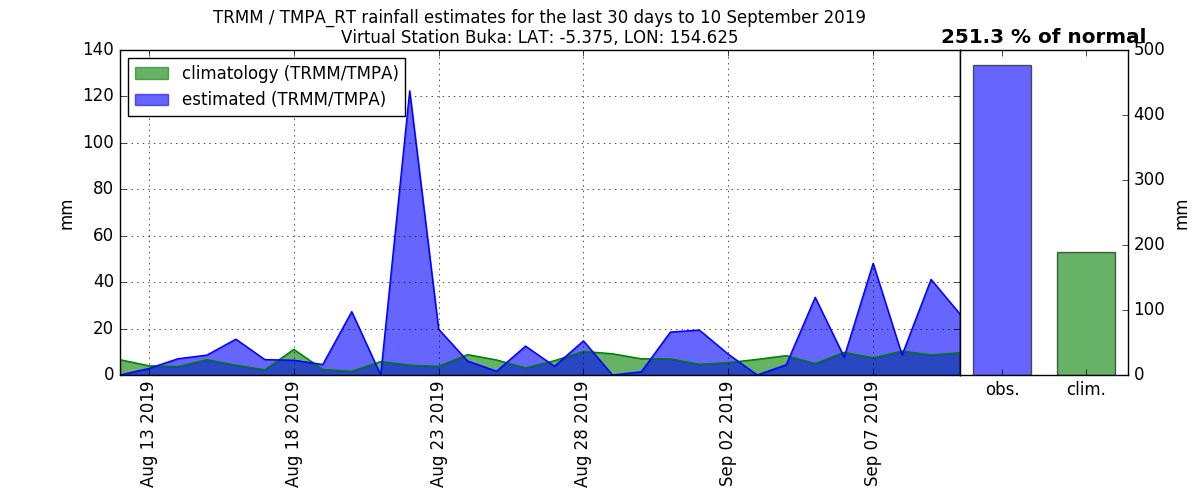 TRMM / TMPA_RT rainfall estimates for the last 30 days to 10 September 2019
Virtual Station Buka: LAT: -5.375, LON: 154.625
251.3 % of normal
climatology (TRMM/TMPA)
estimated (TRMM/TMPA)
mm
140
120
100
80
60
40
20
0
Aug 13 2019
Aug 18 2019
Aug 23 2019
Aug 28 2019
Sep 02 2019
Sep 07 2019
500
400
300
200
100
0
mm
obs.
clim.